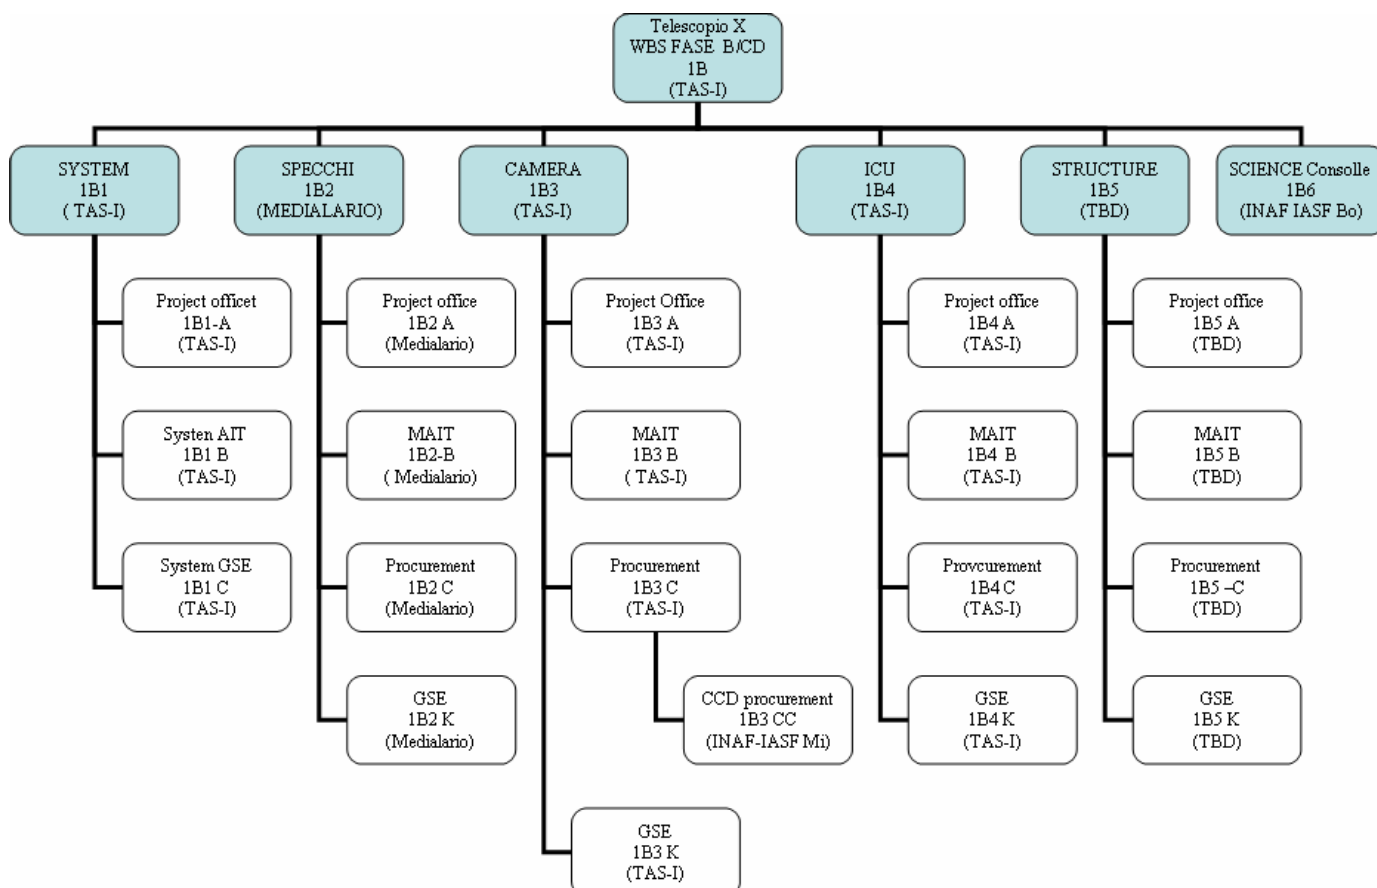 Telescopio X
WBS FASE B/CD
1B
(TAS-I)
SYSTEM
1B1
( TAS-I)
SPECCHI
1B2
(MEDIALARIO)
CAMERA
1B3
(TAS-I)
ICU
1B4
(TAS-I)
STRUCTURE
1B5
(TBD)
SCIENCE Consolle
1B6
(INAF IASF Bo)
Project officet
1B1-A
(TAS-I)
Project office
1B2 A
(Medialario)
Project Office
1B3 A
(TAS-I)
Project office
1B4 A
(TAS-I)
Project office
1B5 A
(TBD)
Systen AIT
1B1 B
(TAS-I)
MAIT
1B2-B
( Medialario)
MAIT
1B3 B
( TAS-I)
MAIT
1B4 B
(TAS-I)
MAIT
1B5 B
(TBD)
System GSE
1B1 C
(TAS-I)
Procurement
1B2 C
(Medialario)
Procurement
1B3 C
(TAS-I)
Provcurement
1B4 C
(TAS-I)
Procurement
1B5 –C
(TBD)
GSE
1B2 K
(Medialario)
CCD procurement
1B3 CC
(INAF-IASF Mi)
GSE
1B4 K
(TAS-I)
GSE
1B5 K
(TBD)
GSE
1B3 K
(TAS-I)